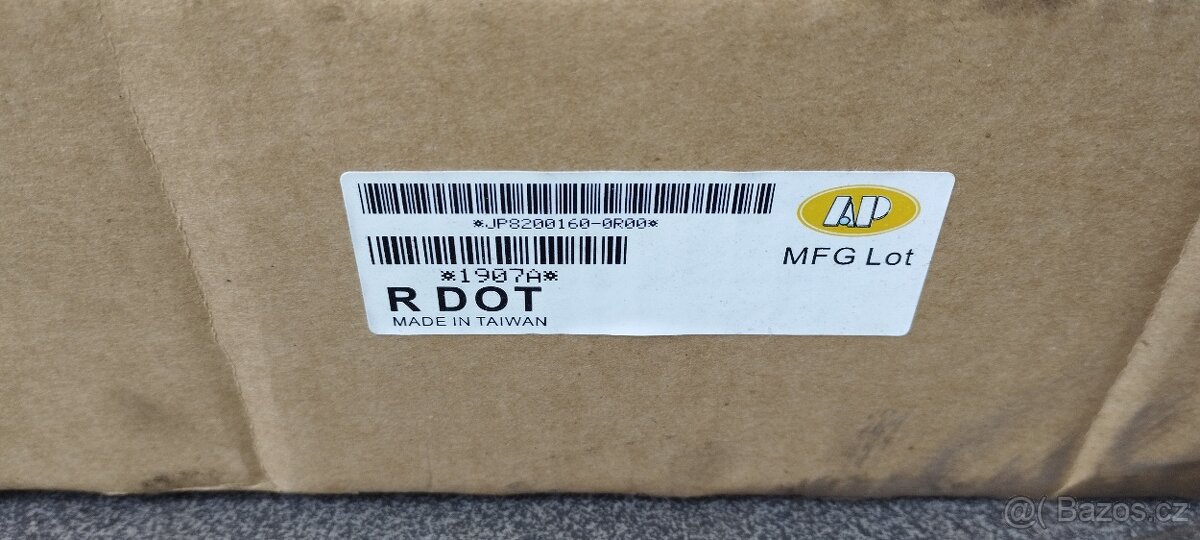 *JP8200160-0R00*
AP
MFG Lot
*1907A*
R DOT
MADE IN TAIWAN
@( Bazos.cz